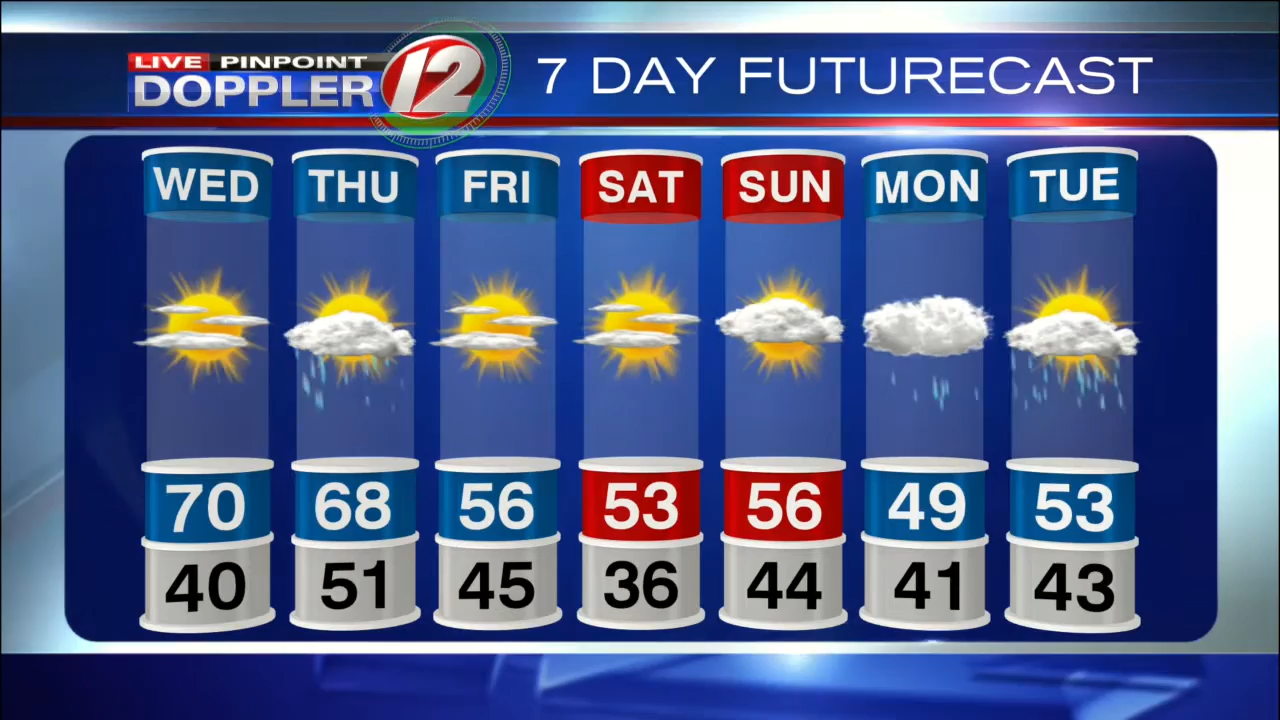 LIVE PINPOINT
DOPPLER 12
7 DAY FUTURECAST
WED THU FRI SAT SUN MON TUE
70 68 56 53 56 49 53
40 51 45 36 44 41 43